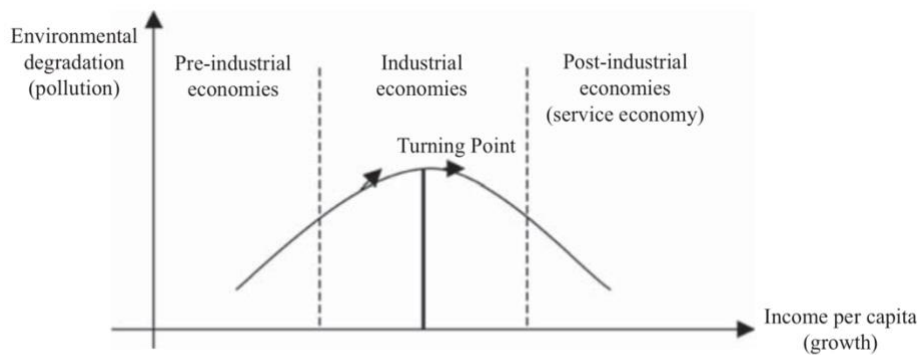 Environmental
degradation
(pollution)
Pre-industrial
economies
Industrial
economies
Post-industrial
economies
(service economy)
Turning Point
Income per capita
(growth)